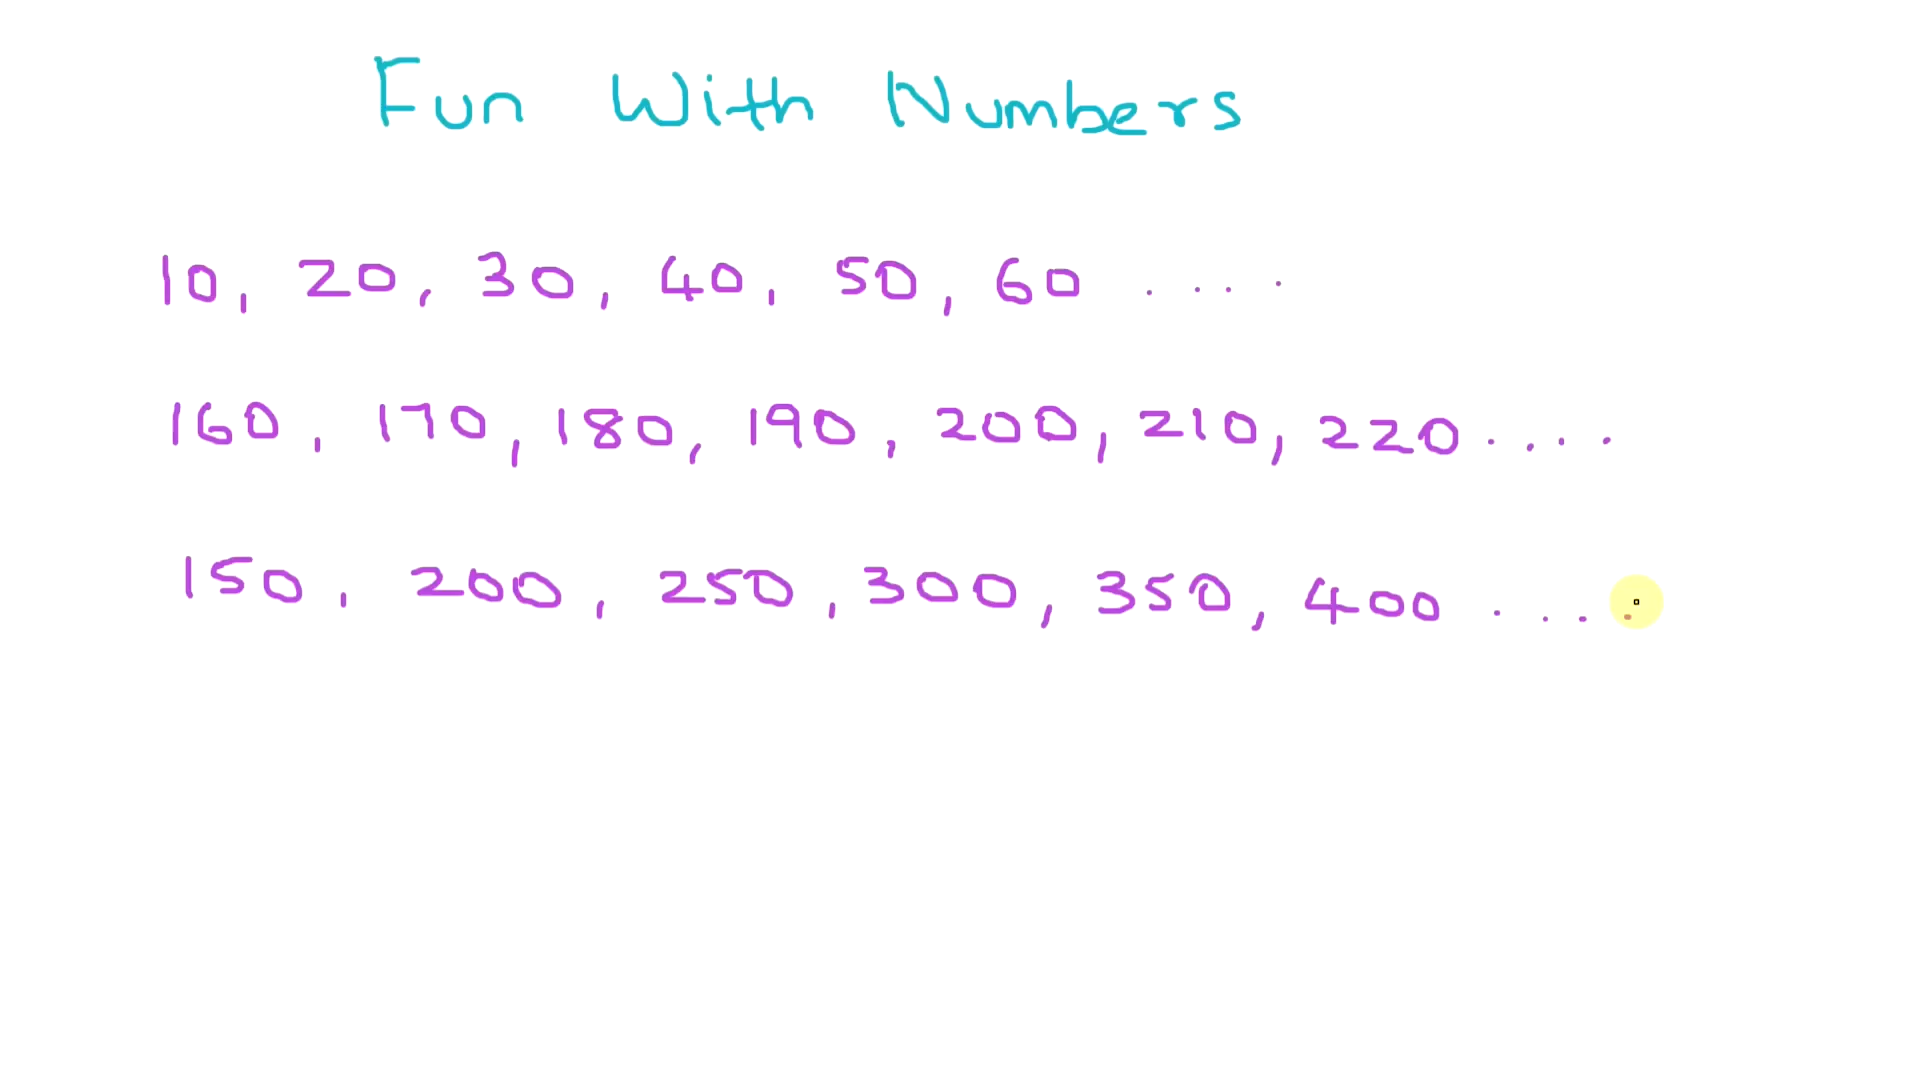 Fun With Numbers
10, 20, 30, 40, 50, 60 ....
160, 170, 180, 190, 200, 210, 220....
150, 200, 250, 300, 350, 400 ....